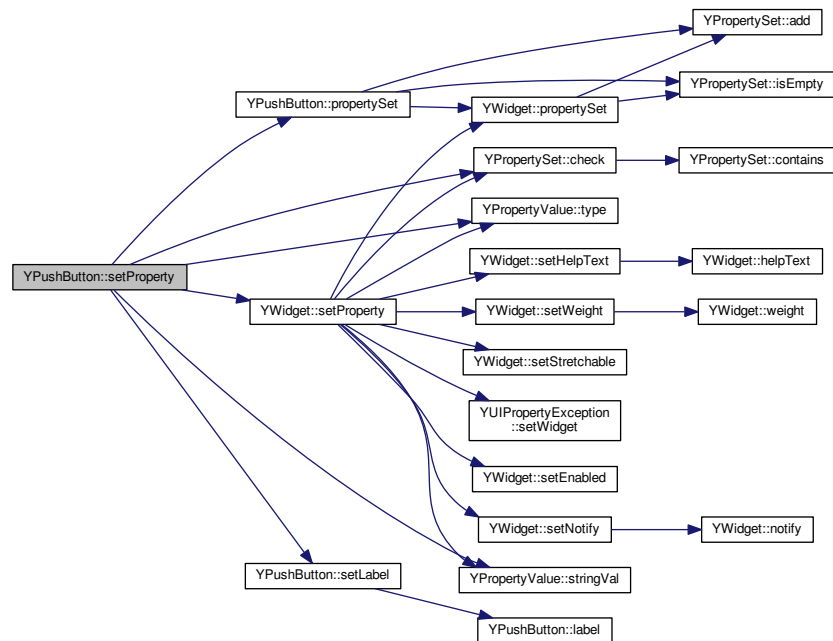 YPropertySet::add
YPropertySet::isEmpty
YPushButton::propertySet
YWidget::propertySet
YPropertySet::check
YPropertySet::contains
YPropertyValue::type
YWidget::setHelpText
YWidget::helpText
YPushButton::setProperty
YWidget::setProperty
YWidget::setWeight
YWidget::weight
YWidget::setStretchable
YUIPropertyException
::setWidget
YWidget::setEnabled
YWidget::setNotify
YWidget::notify
YPushButton::setLabel
YPropertyValue::stringVal
YPushButton::label